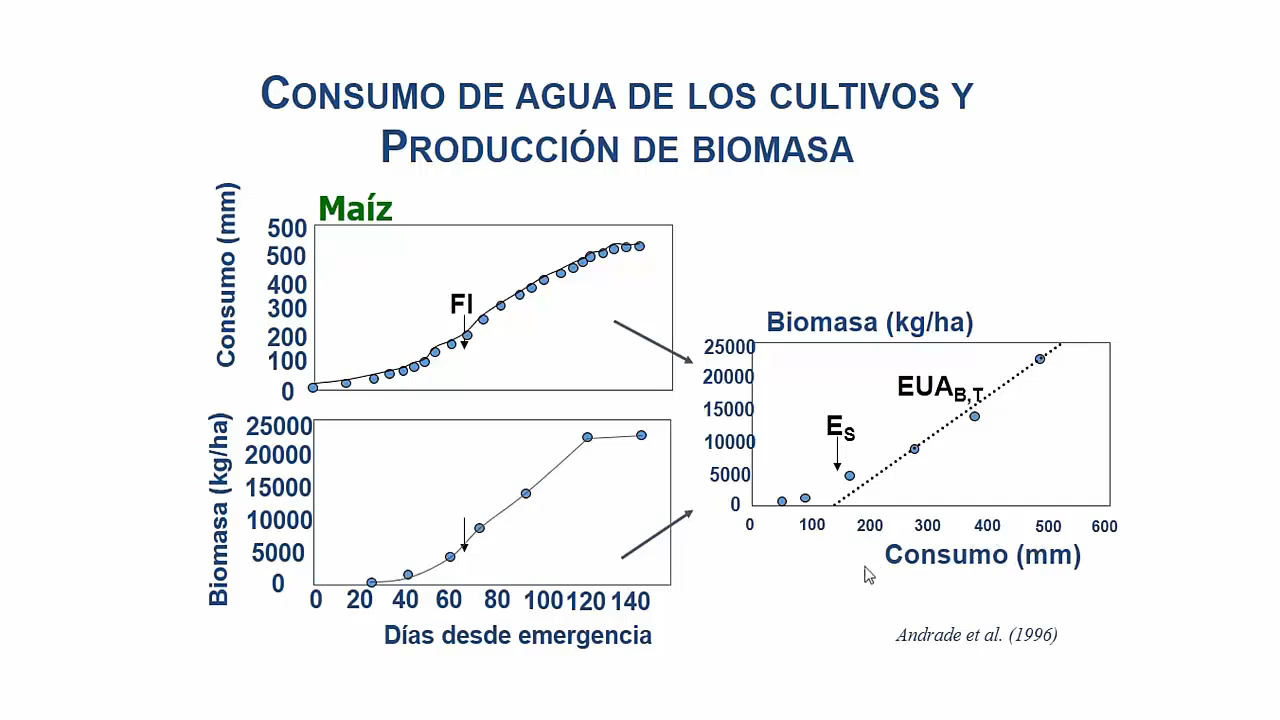 CONSUMO DE AGUA DE LOS CULTIVOS Y
PRODUCCIÓN DE BIOMASA
Maíz
Consumo (mm)
500
500
400
300
200
100
0
FI
Biomasa (kg/ha)
25000
20000
15000
10000
5000
0
0 20 40 60 80 100 120 140
Días desde emergencia
Biomasa (kg/ha)
25000
20000
15000
10000
5000
0
EUAB,T
ES
0 100 200 300 400 500 600
Consumo (mm)
Andrade et al. (1996)